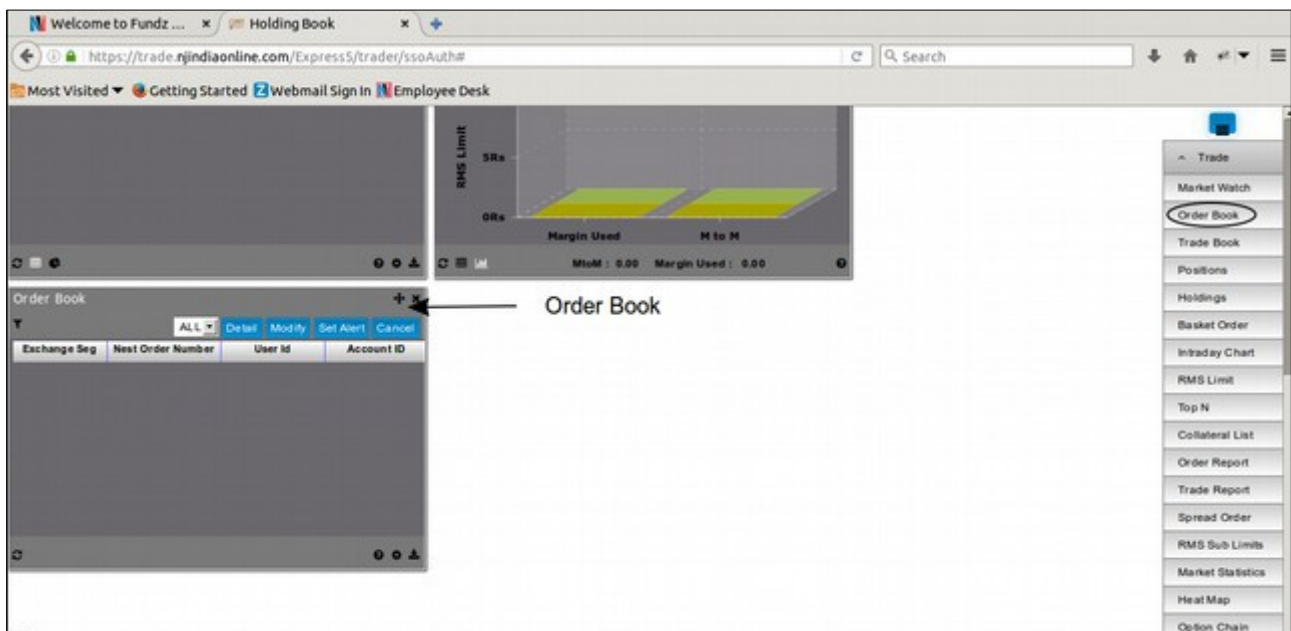 Welcome to Fundz ... × Holding Book ×
https://trade.njindiaonline.com/Express5/trader/ssoAuth# Search
Most Visited Getting Started Webmail Sign In Employee Desk
RMS Limit
5Rs
0Rs
Margin Used M to M
MtoM : 0.00 Margin Used : 0.00
Order Book
ALL Detail Modify Set Alert Cancel
Exchange Seg Nest Order Number User Id Account ID
Order Book
Trade
Market Watch
Order Book
Trade Book
Positions
Holdings
Basket Order
Intraday Chart
RMS Limit
Top N
Collateral List
Order Report
Trade Report
Spread Order
RMS Sub Limits
Market Statistics
Heat Map
Option Chain